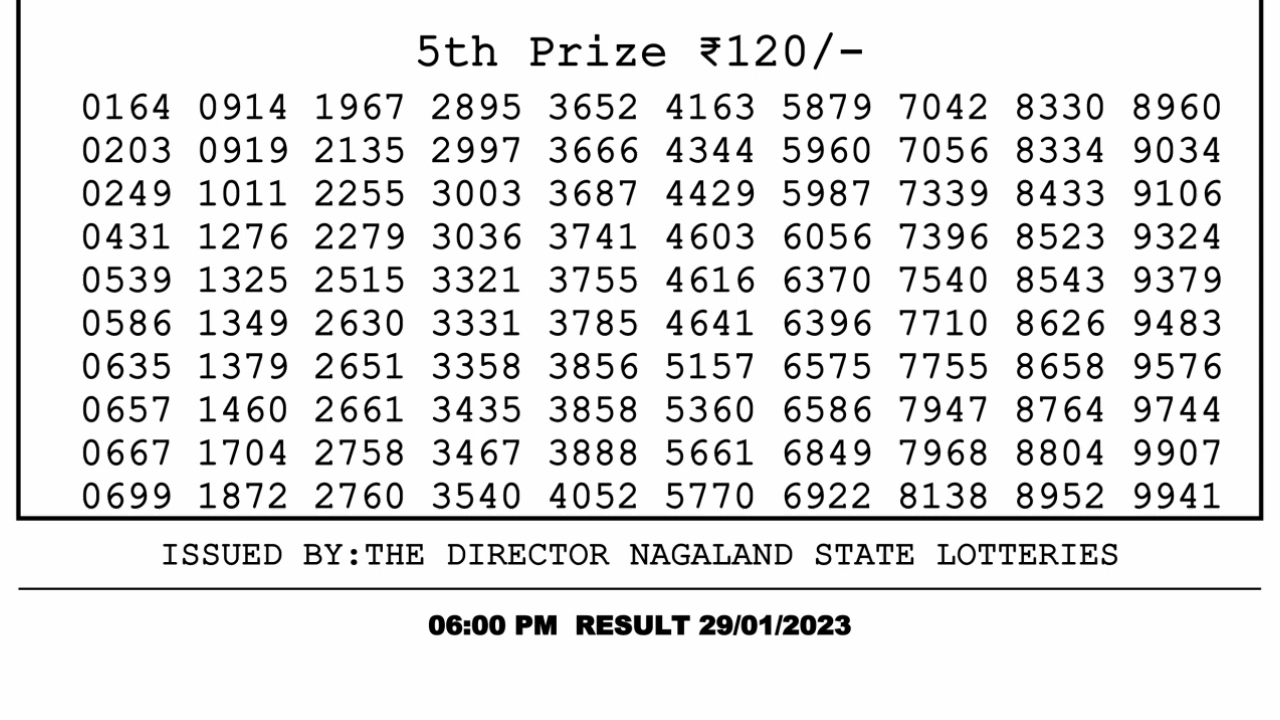 5th Prize ₹120/-
0164 0914 1967 2895 3652 4163 5879 7042 8330 8960
0203 0919 2135 2997 3666 4344 5960 7056 8334 9034
0249 1011 2255 3003 3687 4429 5987 7339 8433 9106
0431 1276 2279 3036 3741 4603 6056 7396 8523 9324
0539 1325 2515 3321 3755 4616 6370 7540 8543 9379
0586 1349 2630 3331 3785 4641 6396 7710 8626 9483
0635 1379 2651 3358 3856 5157 6575 7755 8658 9576
0657 1460 2661 3435 3858 5360 6586 7947 8764 9744
0667 1704 2758 3467 3888 5661 6849 7968 8804 9907
0699 1872 2760 3540 4052 5770 6922 8138 8952 9941
ISSUED BY:THE DIRECTOR NAGALAND STATE LOTTERIES
06:00 PM RESULT 29/01/2023